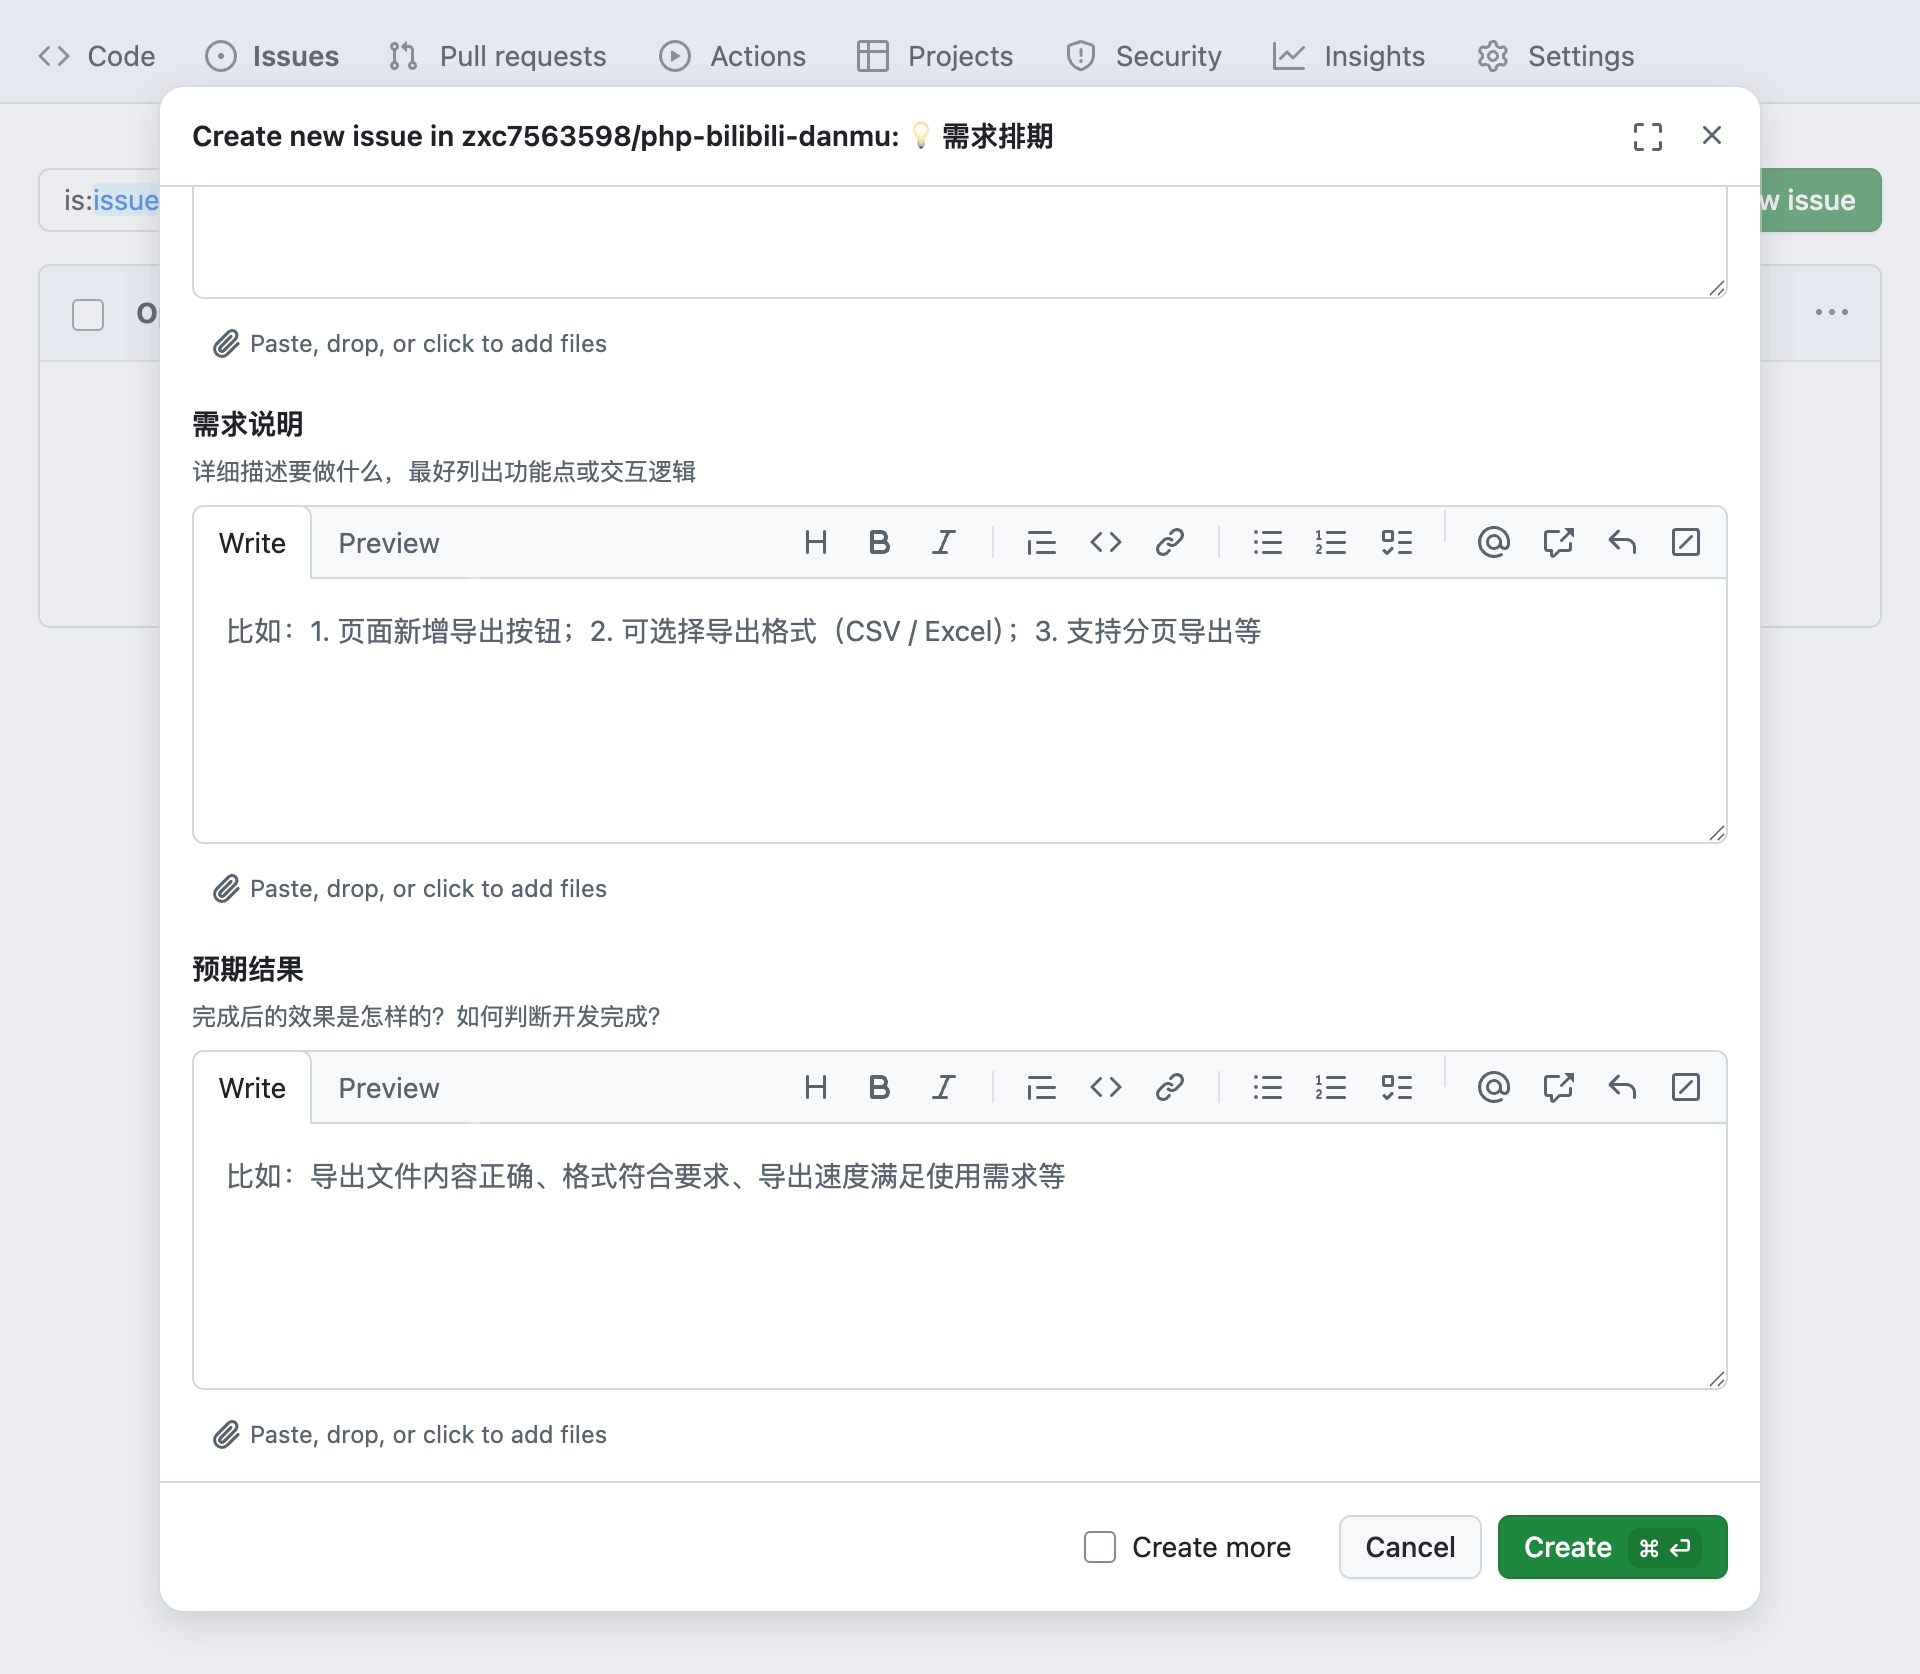 Code Issues Pull requests Actions Projects Security Insights Settings
Create new issue in zxc7563598/php-bilibili-danmu: 💡 需求排期
is:issue
w issue
Paste, drop, or click to add files
需求说明
详细描述要做什么，最好列出功能点或交互逻辑
Write Preview
比如：1. 页面新增导出按钮；2. 可选择导出格式（CSV / Excel）；3. 支持分页导出等
Paste, drop, or click to add files
预期结果
完成后的效果是怎样的？如何判断开发完成？
Write Preview
比如：导出文件内容正确、格式符合要求、导出速度满足使用需求等
Paste, drop, or click to add files
Create more Cancel Create ⌘ ⏎